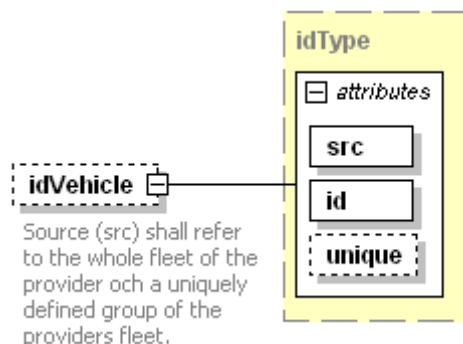 idType
attributes
src
id
unique
idVehicle
Source (src) shall refer
to the whole fleet of the
provider och a uniquely
defined group of the
providers fleet.